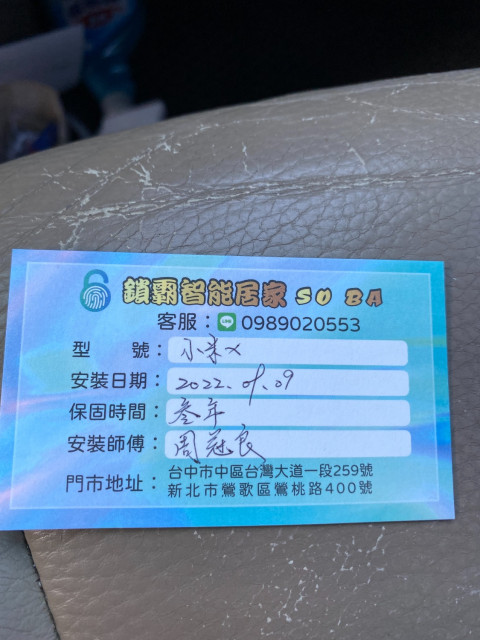 鎖霸智能居家 SO BA
客服：LINE 0989020553
型 號：小米X
安裝日期：2022.09.09
保固時間：叁年
安裝師傅：周冠良
門市地址：台中市中區台灣大道一段259號
新北市鶯歌區鶯桃路400號